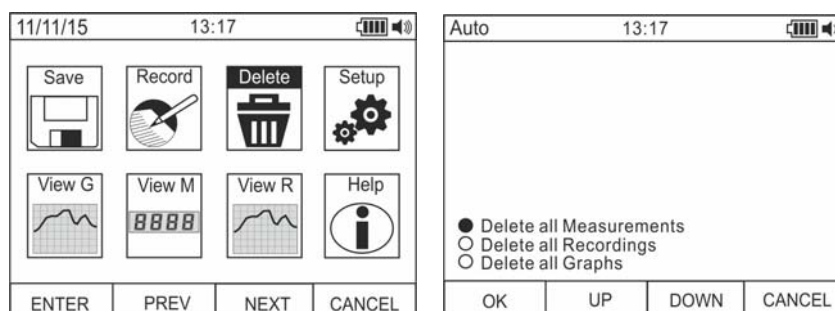 11/11/15 13:17
Save Record Delete Setup
View G View M View R Help
8888
ENTER PREV NEXT CANCEL
Auto 13:17
Delete all Measurements
Delete all Recordings
Delete all Graphs
OK UP DOWN CANCEL